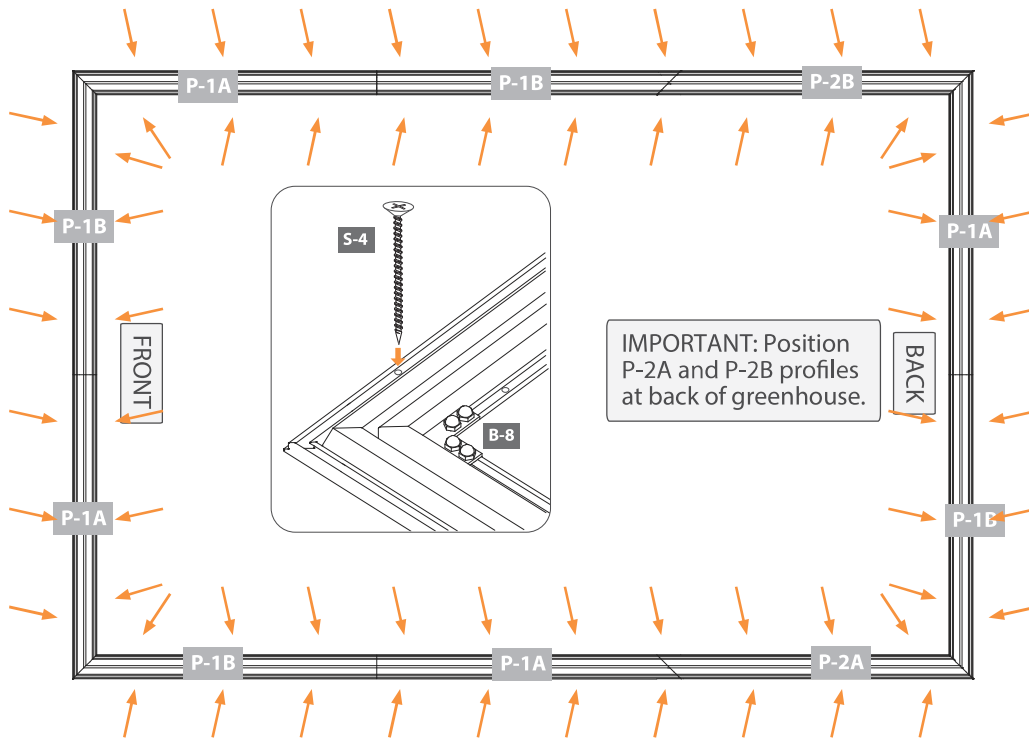 P-1A
P-1B
P-2B
P-1B
P-1A
S-4
FRONT
IMPORTANT: Position
P-2A and P-2B profiles
at back of greenhouse.
BACK
B-8
P-1A
P-1B
P-1B
P-1A
P-2A